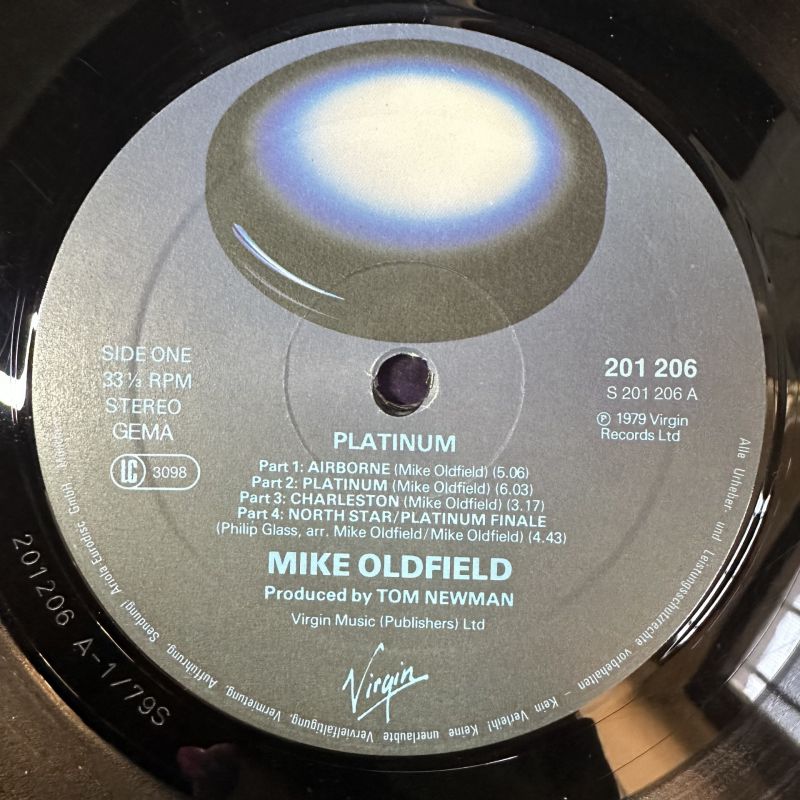 SIDE ONE
33⅓ RPM
STEREO
GEMA
LC 3098
201 206
S 201 206 A
℗ 1979 Virgin
Records Ltd
PLATINUM
Part 1: AIRBORNE (Mike Oldfield) (5.06)
Part 2: PLATINUM (Mike Oldfield) (6.03)
Part 3: CHARLESTON (Mike Oldfield) (3.17)
Part 4: NORTH STAR/PLATINUM FINALE
(Philip Glass, arr. Mike Oldfield/Mike Oldfield) (4.43)
MIKE OLDFIELD
Produced by TOM NEWMAN
Virgin Music (Publishers) Ltd
Virgin
Alle Urheber- und Leistungsschutzrechte vorbehalten – Kein Verleih! Keine unerlaubte Vervielfältigung, Vermietung, Aufführung, Sendung! Ariola Eurodisc GmbH
201206 A-1/79S